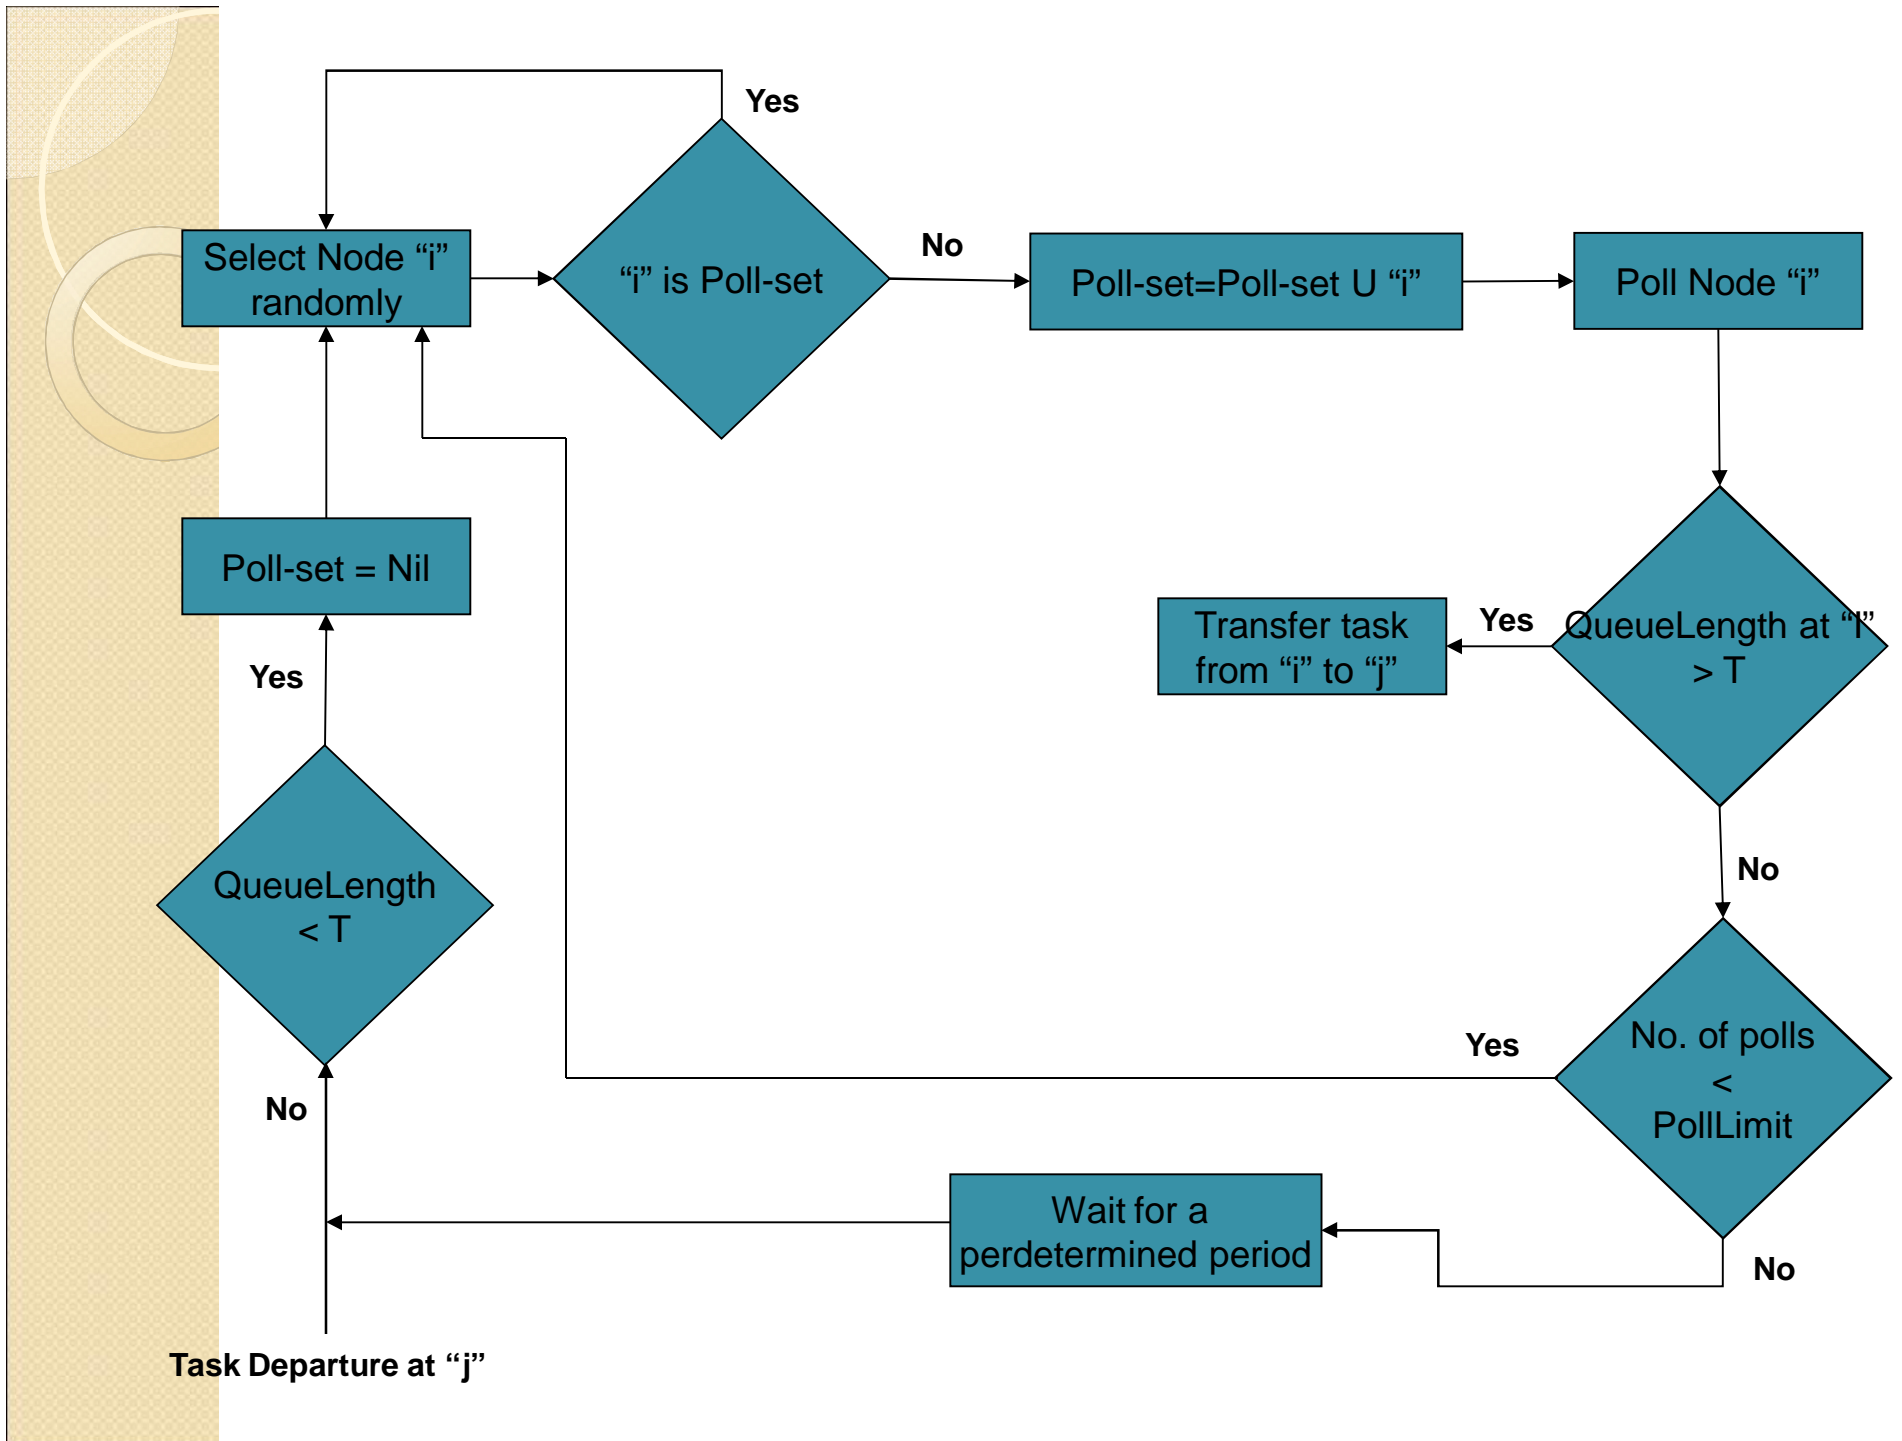 Yes
Select Node “i”
randomly
“i” is Poll-set
No
Poll-set=Poll-set U “i”
Poll Node “i”
Poll-set = Nil
Transfer task
from “i” to “j”
Yes
QueueLength at “I”
> T
Yes
QueueLength
< T
No
No. of polls
<
PollLimit
Yes
No
Wait for a
perdetermined period
No
Task Departure at “j”